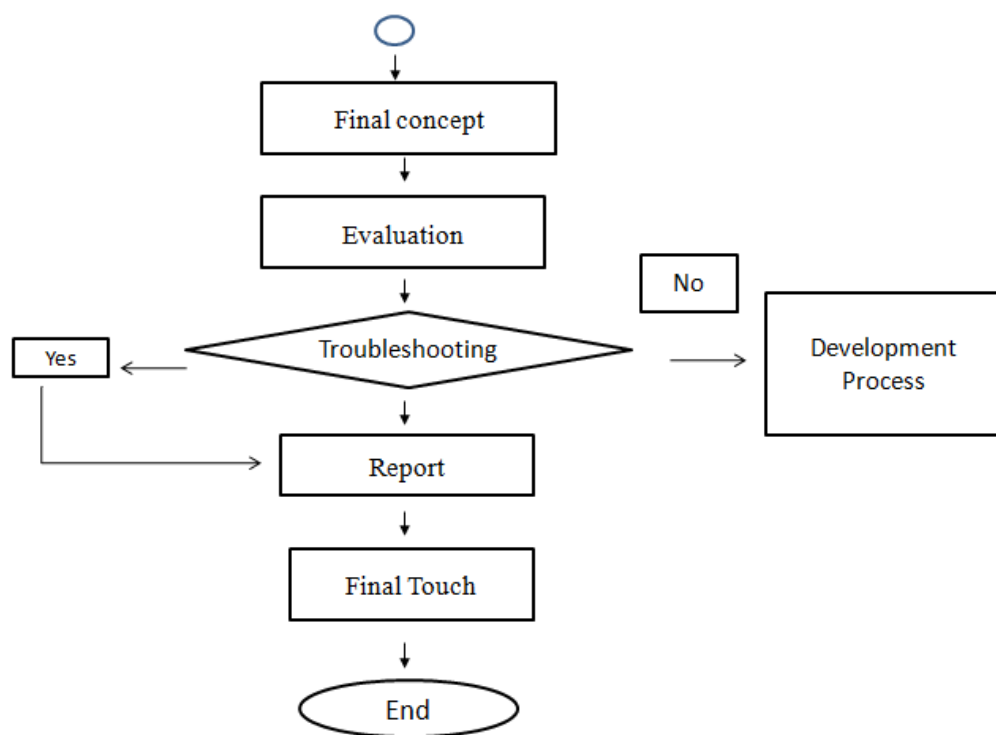 Final concept
Evaluation
No
Troubleshooting
Development
Process
Yes
Report
Final Touch
End